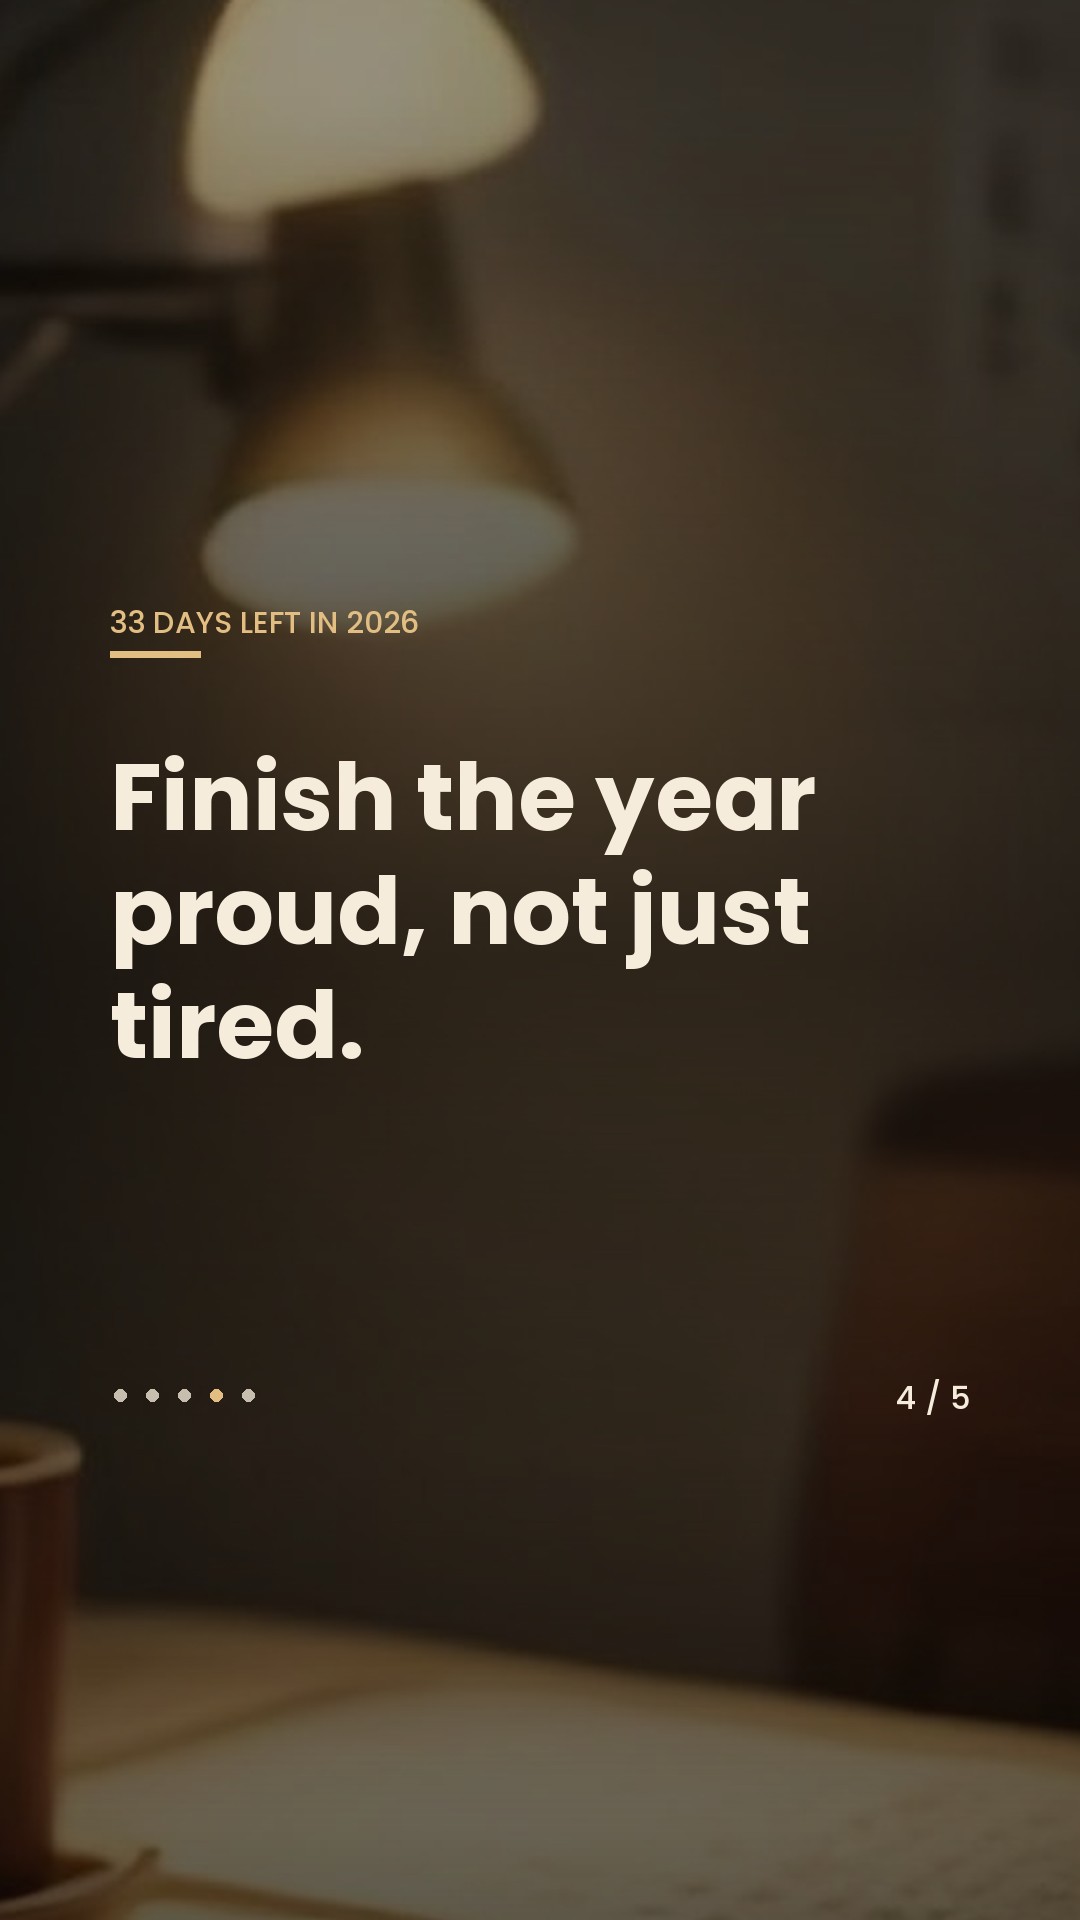 33 DAYS LEFT IN 2026
Finish the year
proud, not just
tired.
4 / 5